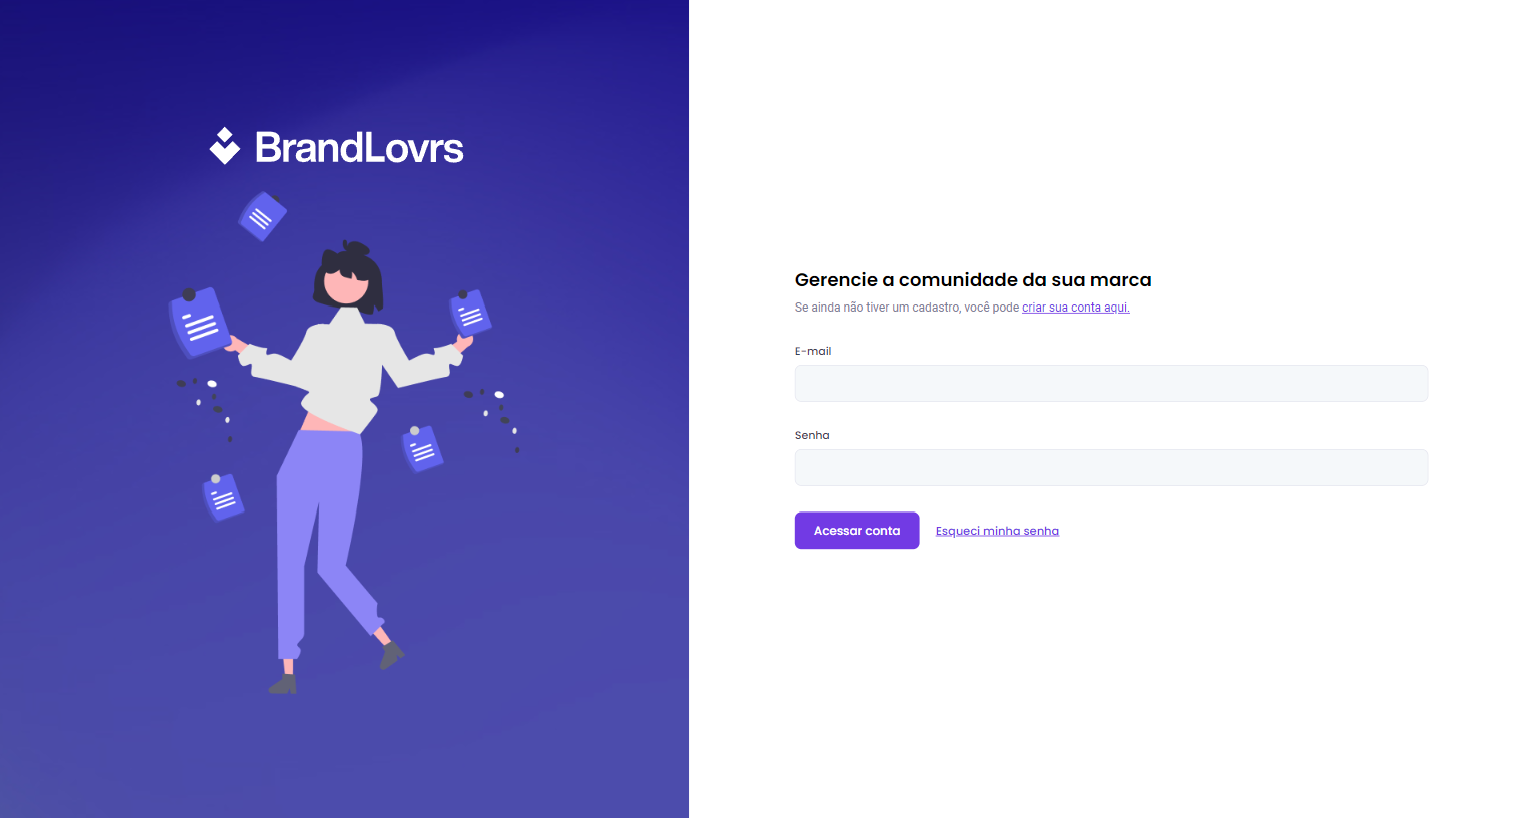 BrandLovrs
Gerencie a comunidade da sua marca
Se ainda não tiver um cadastro, você pode criar sua conta aqui.
E-mail
Senha
Acessar conta
Esqueci minha senha